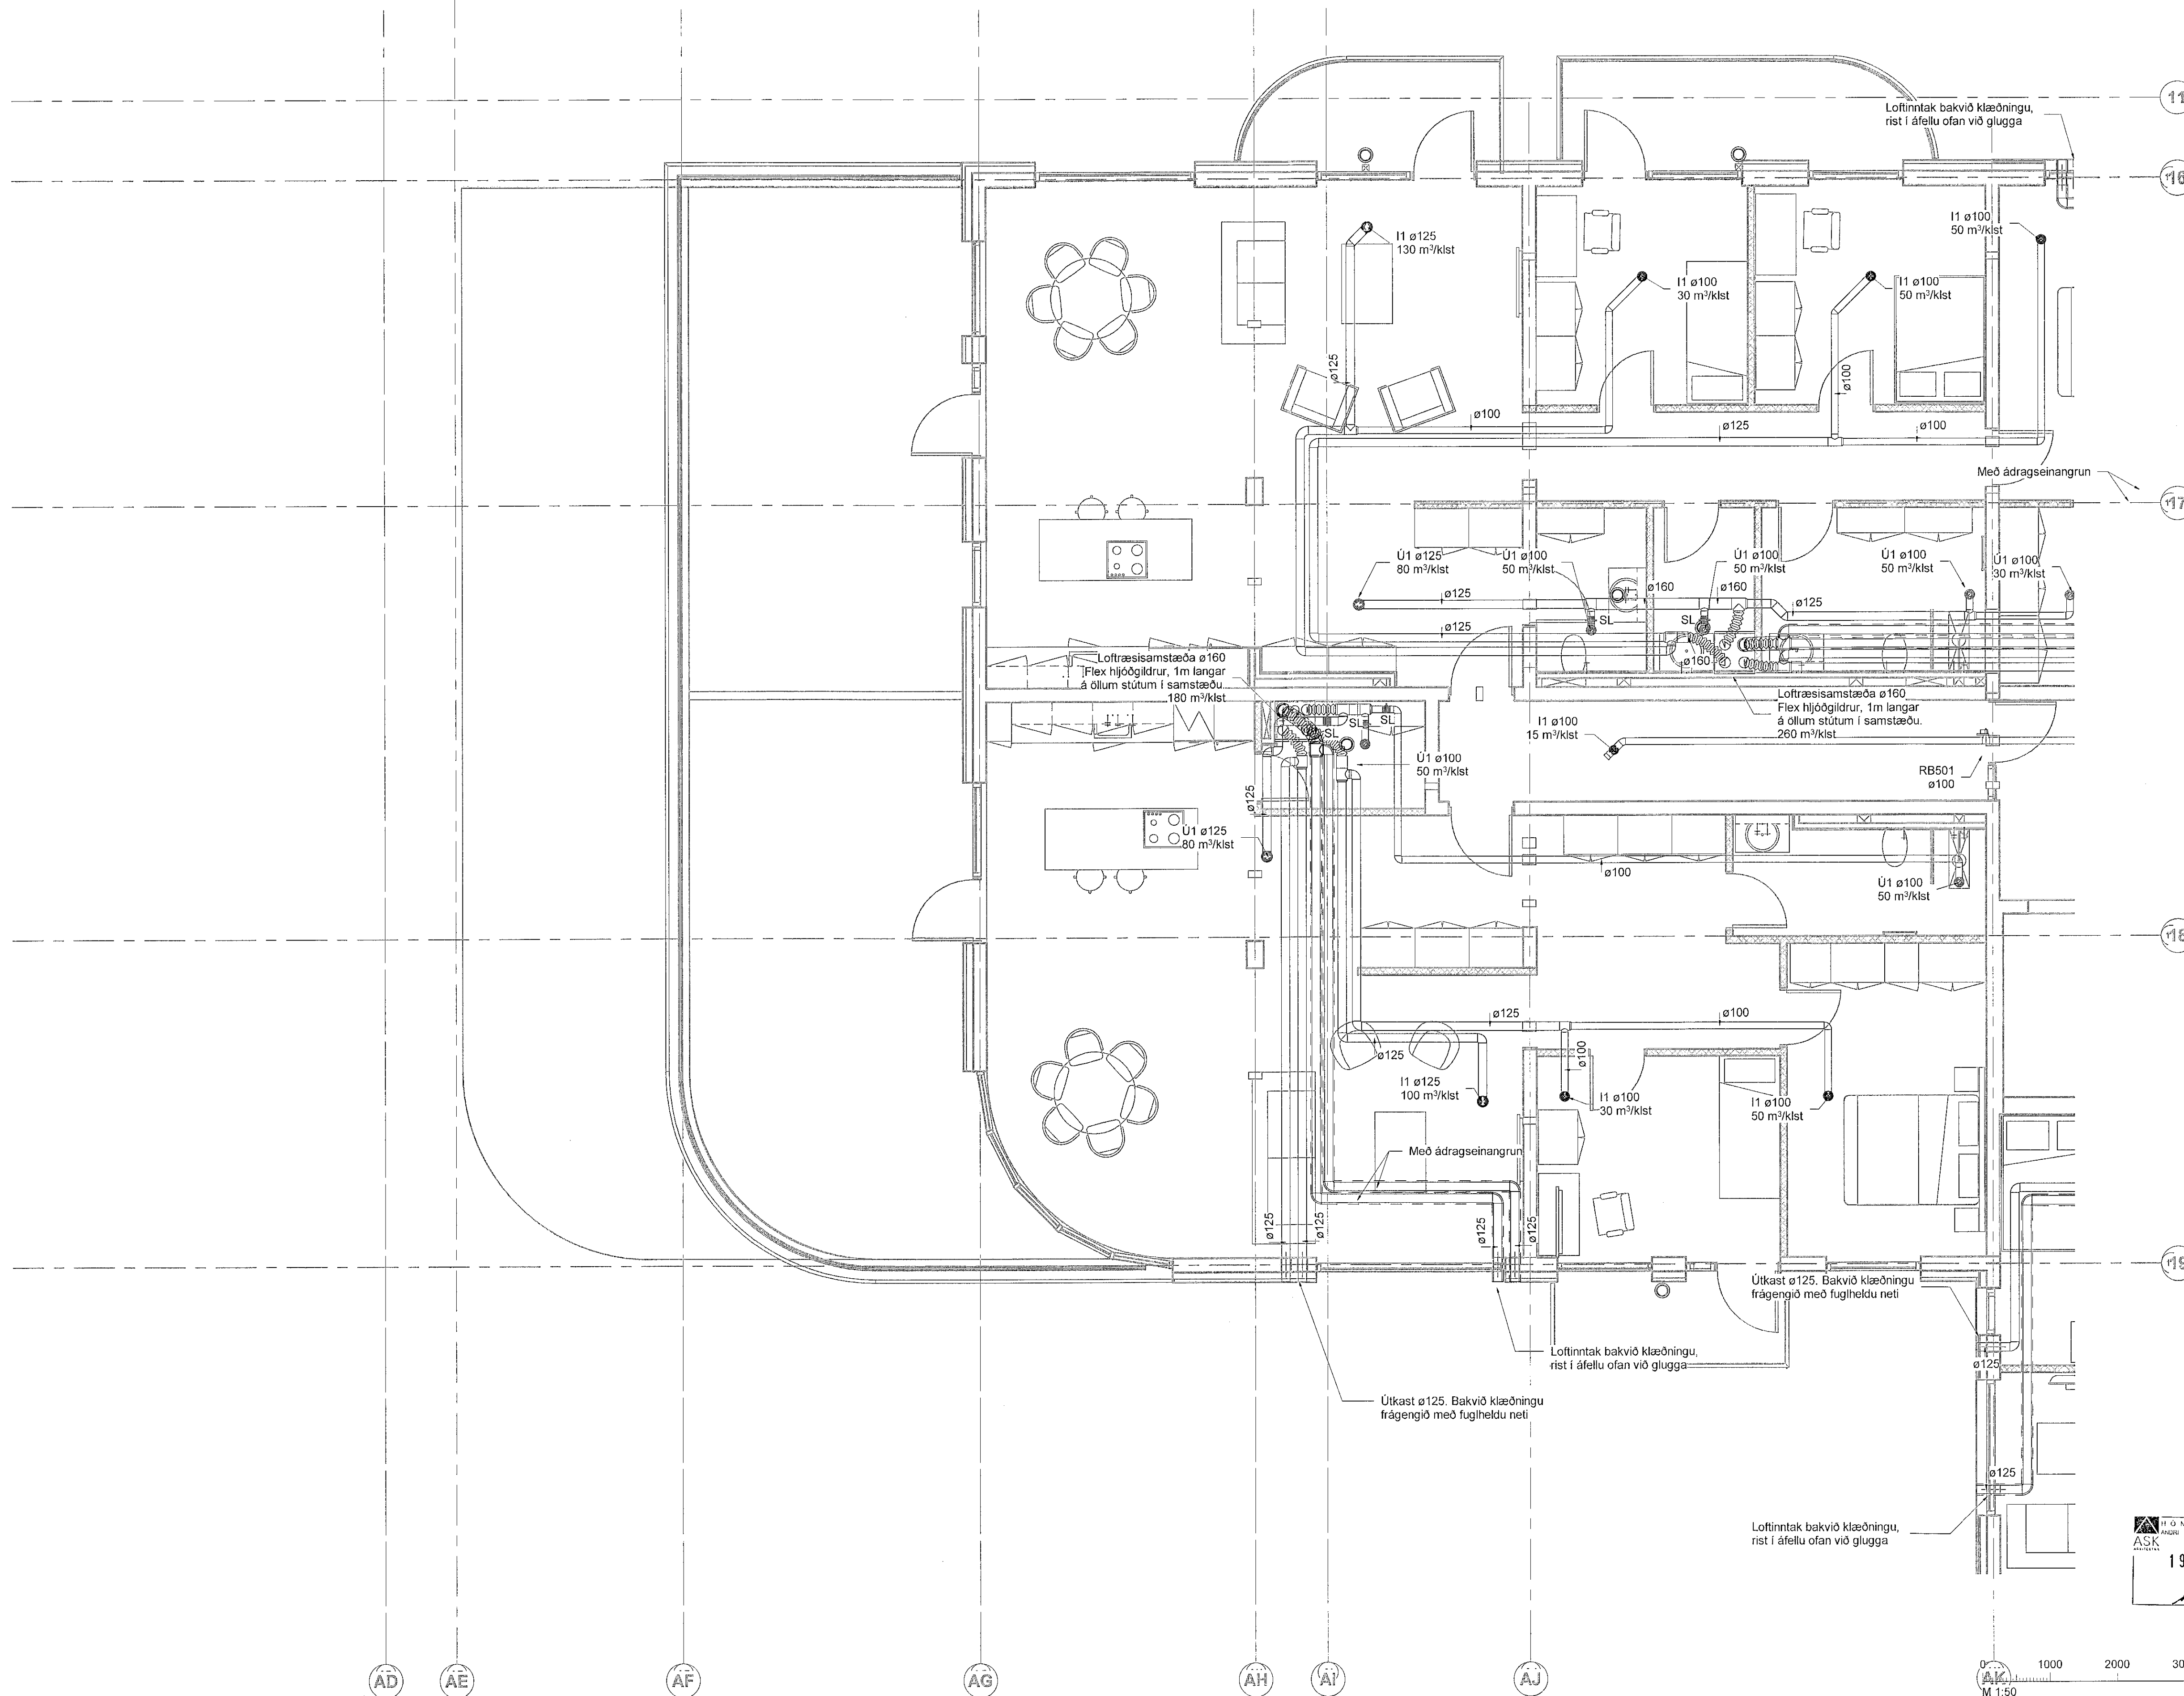 11
Loftinntak bakvið klæðningu,
rist í áfellu ofan við glugga
16
I1 ø100
50 m³/klst
I1 ø125
130 m³/klst
I1 ø100
30 m³/klst
I1 ø100
50 m³/klst
ø125
ø100
ø100
ø125
ø100
Með ádragseinangrun
17
Ú1 ø125
80 m³/klst
Ú1 ø100
50 m³/klst
Ú1 ø100
50 m³/klst
Ú1 ø100
50 m³/klst
Ú1 ø100
30 m³/klst
ø125
ø160
ø160
ø125
SL
SL
ø125
ø160
Loftræsisamstæða ø160
Flex hljóðgildrur, 1m langar
á öllum stútum í samstæðu.
180 m³/klst
Loftræsisamstæða ø160
Flex hljóðgildrur, 1m langar
á öllum stútum í samstæðu.
260 m³/klst
SL
SL
SL
I1 ø100
15 m³/klst
Ú1 ø100
50 m³/klst
RB501
ø100
ø125
Ú1 ø125
80 m³/klst
ø100
Ú1 ø100
50 m³/klst
18
ø125
ø100
ø125
ø100
I1 ø125
100 m³/klst
I1 ø100
30 m³/klst
I1 ø100
50 m³/klst
Með ádragseinangrun
ø125
ø125
ø125
ø125
19
Útkast ø125. Bakvið klæðningu
frágengið með fuglheldu neti
Loftinntak bakvið klæðningu,
rist í áfellu ofan við glugga
ø125
Útkast ø125. Bakvið klæðningu
frágengið með fuglheldu neti
ø125
Loftinntak bakvið klæðningu,
rist í áfellu ofan við glugga
ASK
19
AD
AE
AF
AG
AH
AI
AJ
AK
0 1000 2000 30
M 1:50